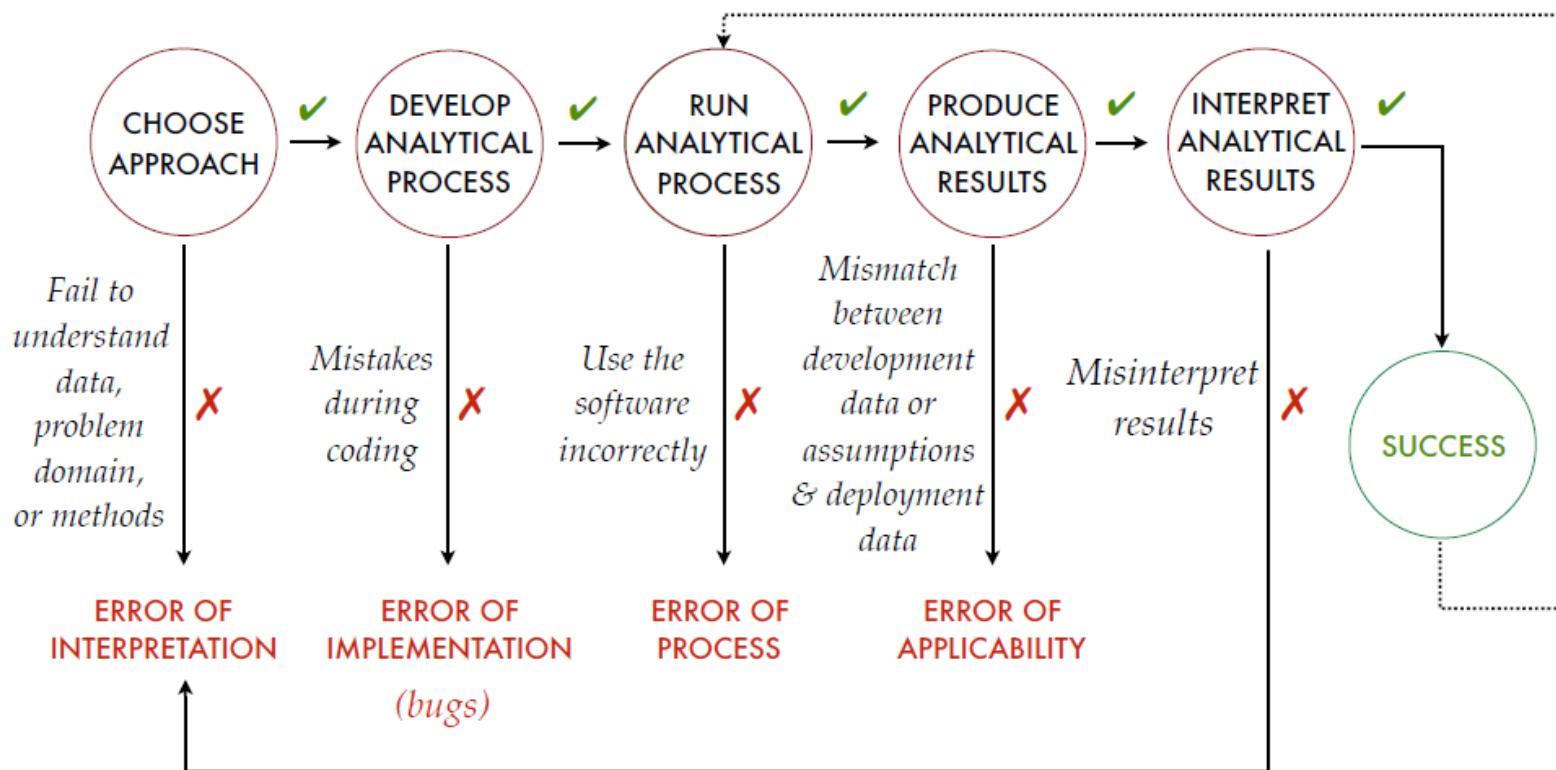 CHOOSE
APPROACH
✔
DEVELOP
ANALYTICAL
PROCESS
✔
RUN
ANALYTICAL
PROCESS
✔
PRODUCE
ANALYTICAL
RESULTS
✔
INTERPRET
ANALYTICAL
RESULTS
✔
Fail to
understand
data,
problem
domain,
or methods
✗
Mistakes
during
coding
✗
Use the
software
incorrectly
✗
Mismatch
between
development
data or
assumptions
& deployment
data
✗
Misinterpret
results
✗
SUCCESS
ERROR OF
INTERPRETATION
ERROR OF
IMPLEMENTATION
(bugs)
ERROR OF
PROCESS
ERROR OF
APPLICABILITY